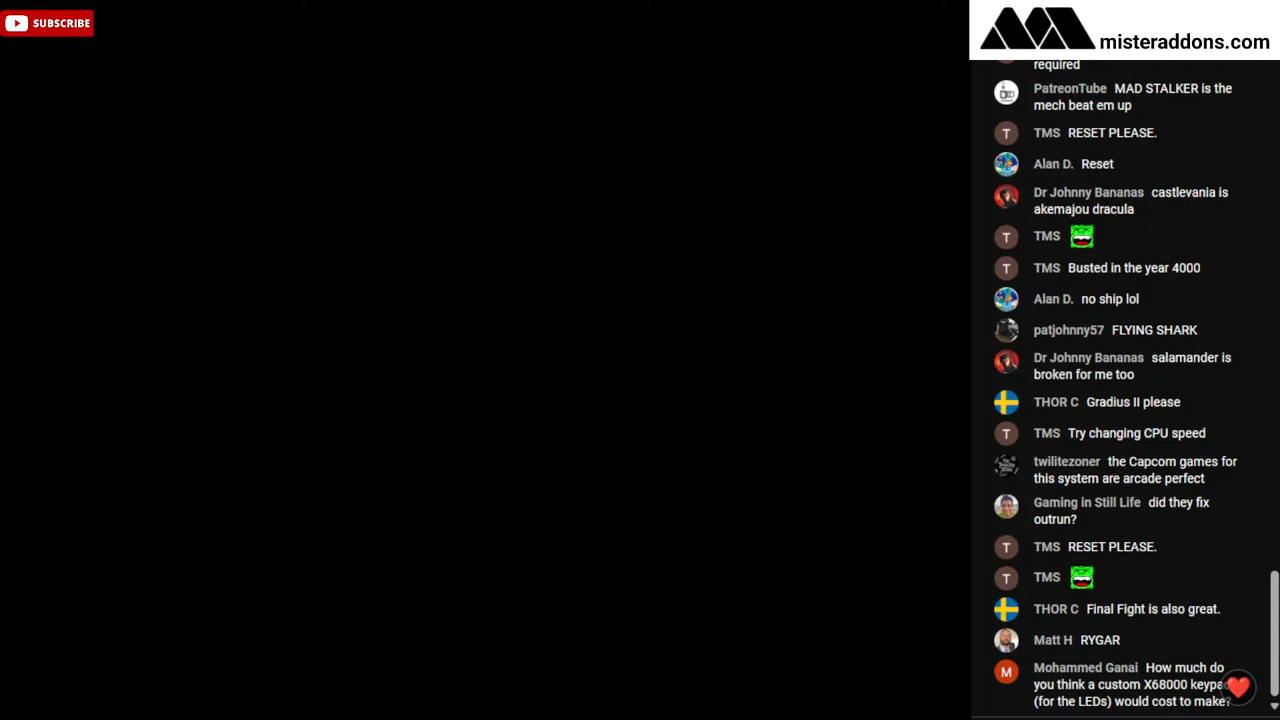 SUBSCRIBE
misteraddons.com
required
PatreonTube MAD STALKER is the
mech beat em up
T TMS RESET PLEASE.
Alan D. Reset
Dr Johnny Bananas castlevania is
akemajou dracula
T TMS
T TMS Busted in the year 4000
Alan D. no ship lol
patjohnny57 FLYING SHARK
Dr Johnny Bananas salamander is
broken for me too
THOR C Gradius II please
T TMS Try changing CPU speed
twilitezoner the Capcom games for
this system are arcade perfect
Gaming in Still Life did they fix
outrun?
T TMS RESET PLEASE.
T TMS
THOR C Final Fight is also great.
Matt H RYGAR
M Mohammed Ganai How much do
you think a custom X68000
(for the LEDs) would cost to make?